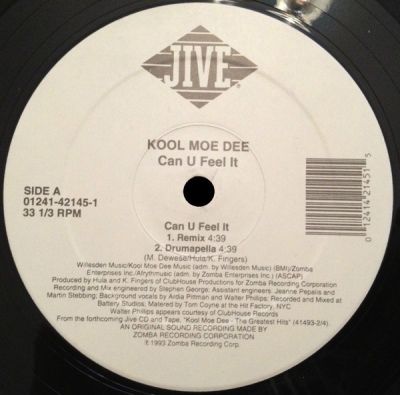 JIVE
KOOL MOE DEE
Can U Feel It
SIDE A
01241-42145-1
33 1/3 RPM
0 12414 21451 5
Can U Feel It
1. Remix 4:39
2. Drumapella 4:39
(M. Dewese/Hula/K. Fingers)
Willesden Music/Kool Moe Dee Music (adm. by Willesden Music) (BMI)/Zomba
Enterprises Inc./Afrythmusic (adm. by Zomba Enterprises Inc.) (ASCAP)
Produced by Hula and K. Fingers of ClubHouse Productions for Zomba Recording Corporation
Recording and Mix engineered by Stephen George: Assistant engineers: Jeanne Pepalis and
Martin Stebbing: Background vocals by Ardia Pitman and Walter Phillips: Recorded and Mixed at
Battery Studios, Matered by Tom Coyne at the Hit Factory, NYC
Walter Phillips appears courtesy of ClubHouse Records
From the forthcoming Jive CD and Tape, "Kool Moe Dee - The Greatest Hits" (41493-2/4).
AN ORIGINAL SOUND RECORDING MADE BY
ZOMBA RECORDING CORPORATION
℗ 1993 Zomba Recording Corp.